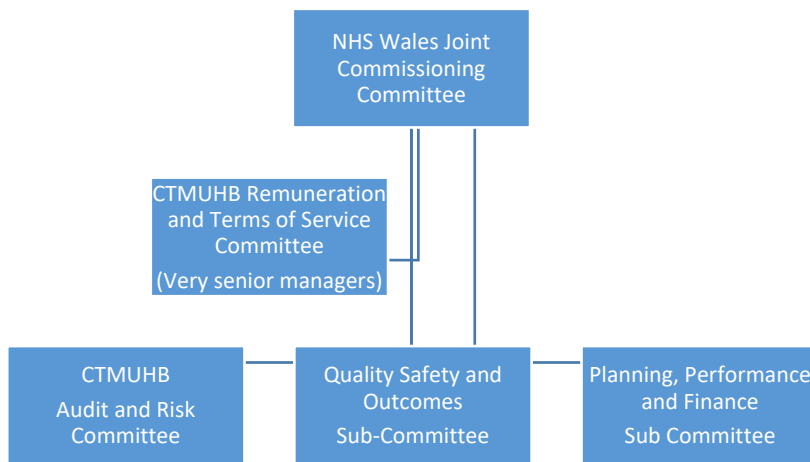 NHS Wales Joint
Commissioning
Committee
CTMUHB Remuneration
and Terms of Service
Committee
(Very senior managers)
CTMUHB
Audit and Risk
Committee
Quality Safety and
Outcomes
Sub-Committee
Planning, Performance
and Finance
Sub Committee